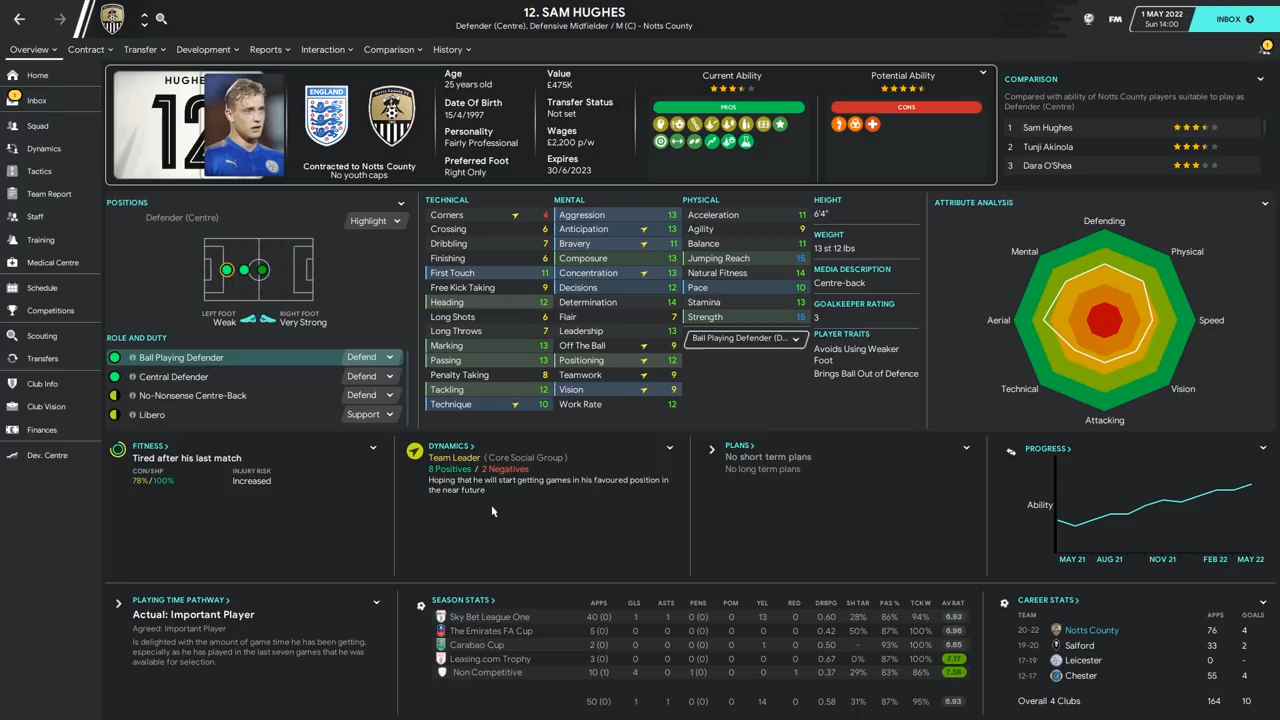 12. SAM HUGHES
Defender (Centre), Defensive Midfielder / M (C) - Notts County
FM
1 MAY 2022
Sun 14:00
INBOX
1
Overview
Contract
Transfer
Development
Reports
Interaction
Comparison
History
Home
1
Inbox
Squad
Dynamics
Tactics
Team Report
Staff
Training
Medical Centre
Schedule
Competitions
Scouting
Transfers
Club Info
Club Vision
Finances
Dev. Centre
HUGHE
12
ENGLAND
Contracted to Notts County
No youth caps
Age
25 years old
Date Of Birth
15/4/1997
Personality
Fairly Professional
Preferred Foot
Right Only
Value
£475K
Transfer Status
Not set
Wages
£2,200 p/w
Expires
30/6/2023
Current Ability
PROS
Potential Ability
CONS
COMPARISON
Compared with ability of Notts County players suitable to play as
Defender (Centre)
1 Sam Hughes
2 Tunji Akinola
3 Dara O'Shea
POSITIONS
Defender (Centre)
Highlight
LEFT FOOT
Weak
RIGHT FOOT
Very Strong
ROLE AND DUTY
Ball Playing Defender Defend
Central Defender Defend
No-Nonsense Centre-Back Defend
Libero Support
TECHNICAL
Corners 4
Crossing 6
Dribbling 7
Finishing 6
First Touch 11
Free Kick Taking 9
Heading 12
Long Shots 6
Long Throws 7
Marking 13
Passing 13
Penalty Taking 8
Tackling 12
Technique 10
MENTAL
Aggression 13
Anticipation 13
Bravery 11
Composure 13
Concentration 13
Decisions 12
Determination 14
Flair 7
Leadership 13
Off The Ball 9
Positioning 12
Teamwork 9
Vision 9
Work Rate 12
PHYSICAL
Acceleration 11
Agility 9
Balance 11
Jumping Reach 15
Natural Fitness 14
Pace 10
Stamina 13
Strength 15
Ball Playing Defender (D...
HEIGHT
6'4"
WEIGHT
13 st 12 lbs
MEDIA DESCRIPTION
Centre-back
GOALKEEPER RATING
3
PLAYER TRAITS
Avoids Using Weaker
Foot
Brings Ball Out of Defence
ATTRIBUTE ANALYSIS
Defending
Mental
Physical
Aerial
Speed
Technical
Vision
Attacking
FITNESS
Tired after his last match
CON/SHP
78%/100%
INJURY RISK
Increased
DYNAMICS
Team Leader (Core Social Group)
8 Positives / 2 Negatives
Hoping that he will start getting games in his favoured position in
the near future
PLANS
No short term plans
No long term plans
PROGRESS
Ability
MAY 21 AUG 21 NOV 21 FEB 22 MAY 22
PLAYING TIME PATHWAY
Actual: Important Player
Agreed: Important Player
Is delighted with the amount of game time he has been getting,
especially as he has played in the last seven games that he was
available for selection.
SEASON STATS APPS GLS ASTS PENS POM YEL RED DRBPG SH TAR PAS % TCK W AV RAT
Sky Bet League One 40 (0) 1 1 0 (0) 0 13 0 0.60 28% 86% 94% 6.93
The Emirates FA Cup 5 (0) 0 0 0 (0) 0 0 0 0.42 50% 87% 100% 6.96
Carabao Cup 2 (0) 0 0 0 (0) 0 1 0 0.50 - 93% 100% 6.65
Leasing.com Trophy 3 (0) 0 0 0 (0) 0 0 0 0.67 0% 87% 100% 7.17
Non Competitive 10 (1) 4 0 1 (0) 0 0 1 0.37 29% 83% 86% 7.38
50 (0) 1 1 0 (0) 0 14 0 0.58 31% 87% 95% 6.93
CAREER STATS
TEAM APPS GOALS
20-22 Notts County 76 4
19-20 Salford 33 2
17-19 Leicester 0 -
12-17 Chester 55 4
Overall 4 Clubs 164 10